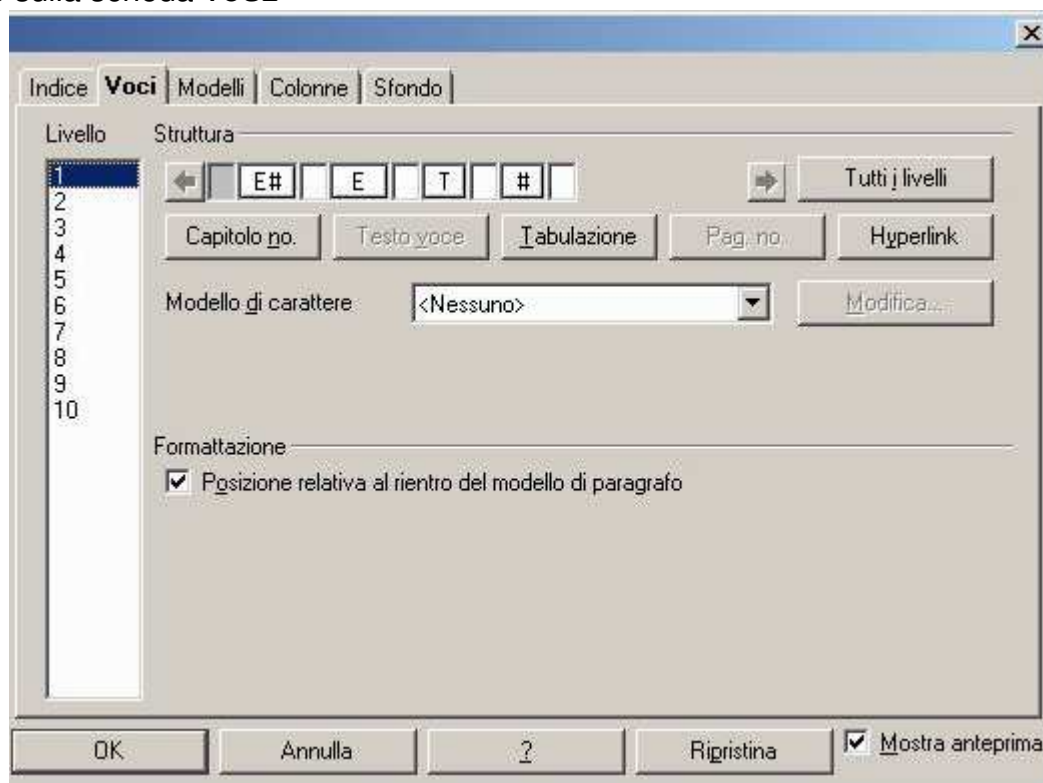 sulla scheda VOCE
Indice Voci Modelli Colonne Sfondo
Livello Struttura
1
2
3
4
5
6
7
8
9
10
E# E T # Tutti i livelli
Capitolo no. Testo voce Tabulazione Pag. no. Hyperlink
Modello di carattere <Nessuno> Modifica...
Formattazione
Posizione relativa al rientro del modello di paragrafo
OK Annulla ? Ripristina Mostra anteprima